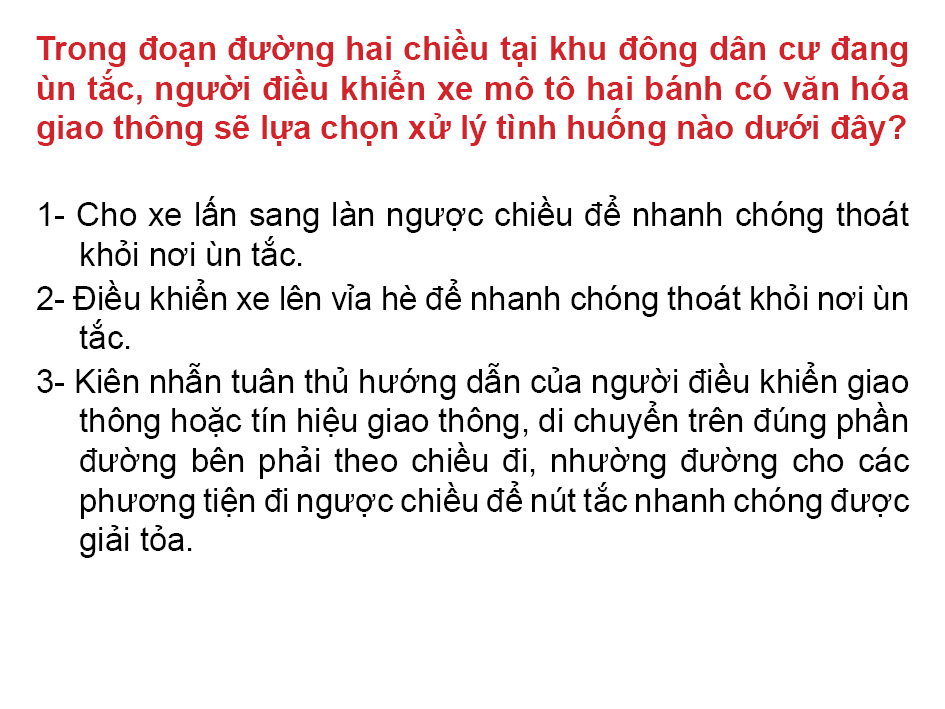 Trong đoạn đường hai chiều tại khu đông dân cư đang
ùn tắc, người điều khiển xe mô tô hai bánh có văn hóa
giao thông sẽ lựa chọn xử lý tình huống nào dưới đây?
1- Cho xe lấn sang làn ngược chiều để nhanh chóng thoát
khỏi nơi ùn tắc.
2- Điều khiển xe lên vỉa hè để nhanh chóng thoát khỏi nơi ùn
tắc.
3- Kiên nhẫn tuân thủ hướng dẫn của người điều khiển giao
thông hoặc tín hiệu giao thông, di chuyển trên đúng phần
đường bên phải theo chiều đi, nhường đường cho các
phương tiện đi ngược chiều để nút tắc nhanh chóng được
giải tỏa.